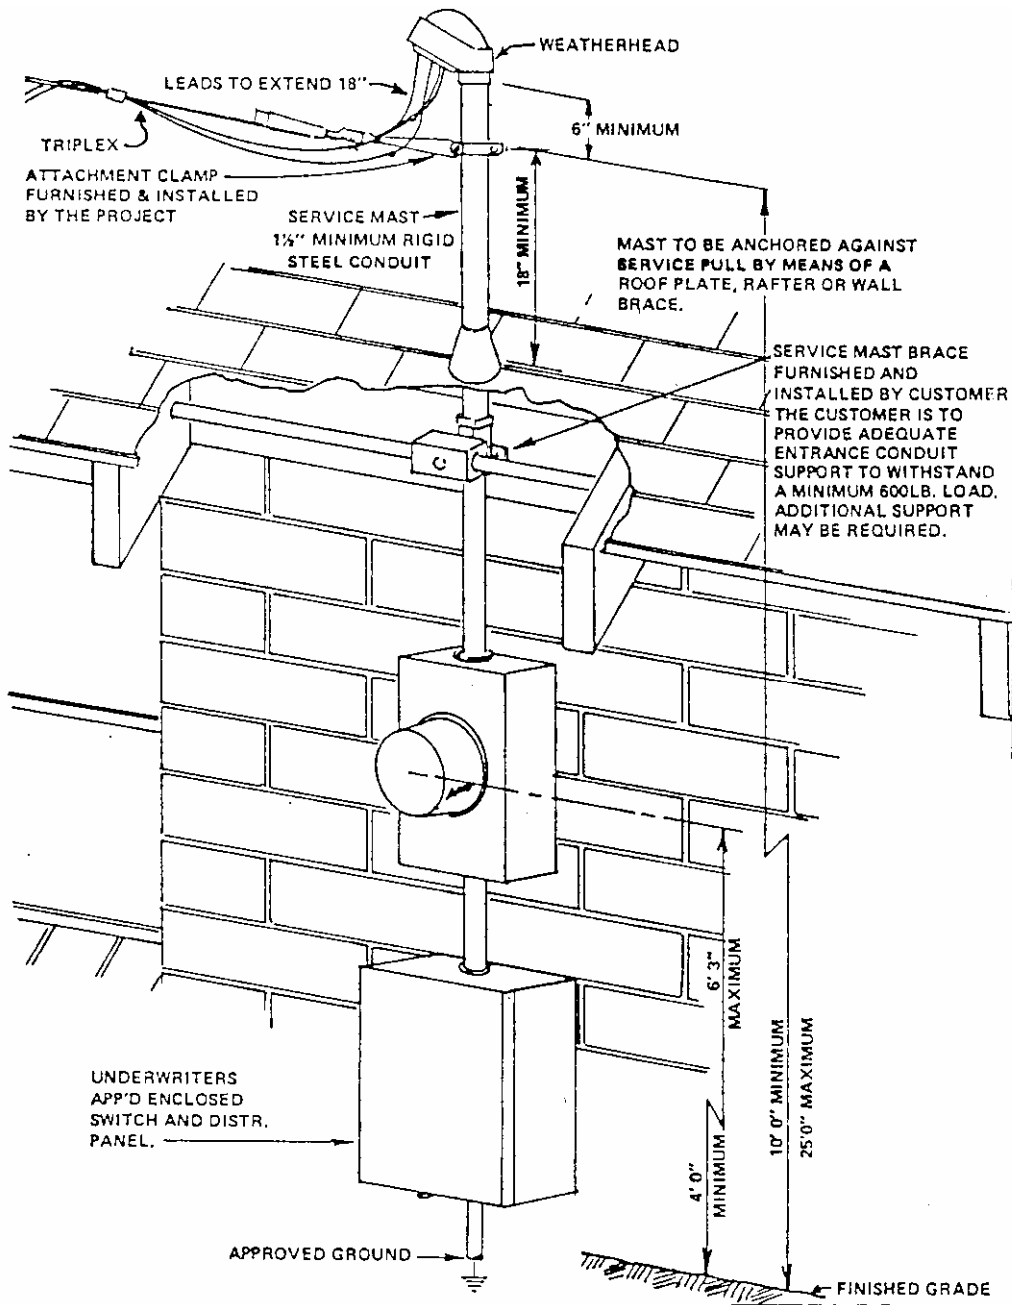 WEATHERHEAD
LEADS TO EXTEND 18"
6" MINIMUM
TRIPLEX
ATTACHMENT CLAMP
FURNISHED & INSTALLED
BY THE PROJECT
SERVICE MAST
1½" MINIMUM RIGID
STEEL CONDUIT
18" MINIMUM
MAST TO BE ANCHORED AGAINST
SERVICE PULL BY MEANS OF A
ROOF PLATE, RAFTER OR WALL
BRACE.
SERVICE MAST BRACE
FURNISHED AND
INSTALLED BY CUSTOMER
THE CUSTOMER IS TO
PROVIDE ADEQUATE
ENTRANCE CONDUIT
SUPPORT TO WITHSTAND
A MINIMUM 600LB. LOAD.
ADDITIONAL SUPPORT
MAY BE REQUIRED.
6' 3"
MAXIMUM
10' 0" MINIMUM
25'0" MAXIMUM
4' 0"
MINIMUM
UNDERWRITERS
APP'D ENCLOSED
SWITCH AND DISTR.
PANEL.
APPROVED GROUND
FINISHED GRADE